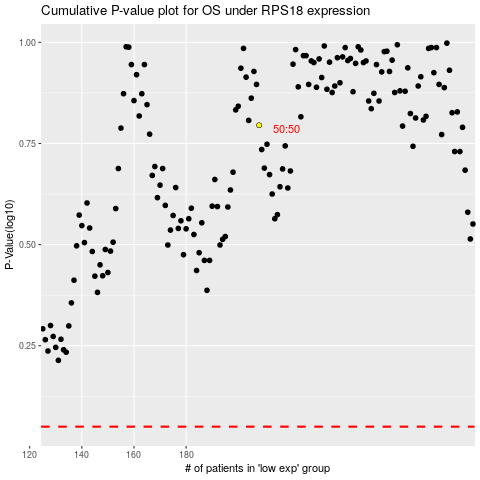 Cumulative P-value plot for OS under RPS18 expression
1.00
0.75
0.50
0.25
P-Value(log10)
50:50
120 140 160 180
# of patients in 'low exp' group